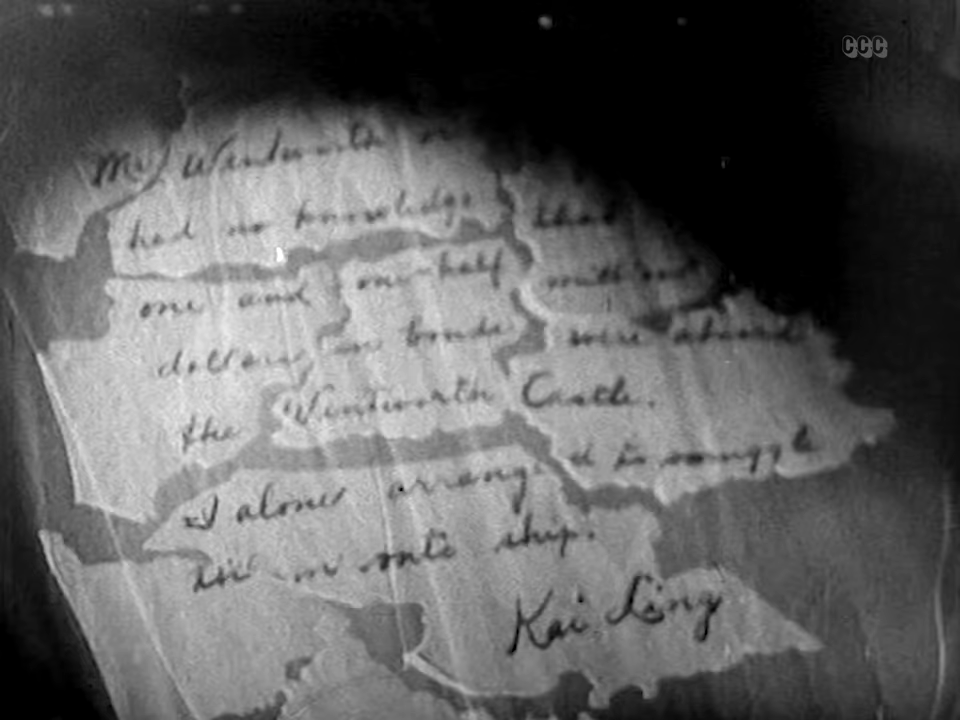 CCC
Mr. Wentworth
had no knowledge that
one and one-half million
dollars in bonds were aboard
the Wentworth Castle.
I alone arranged to smuggle
onto ship.
Kai Ling